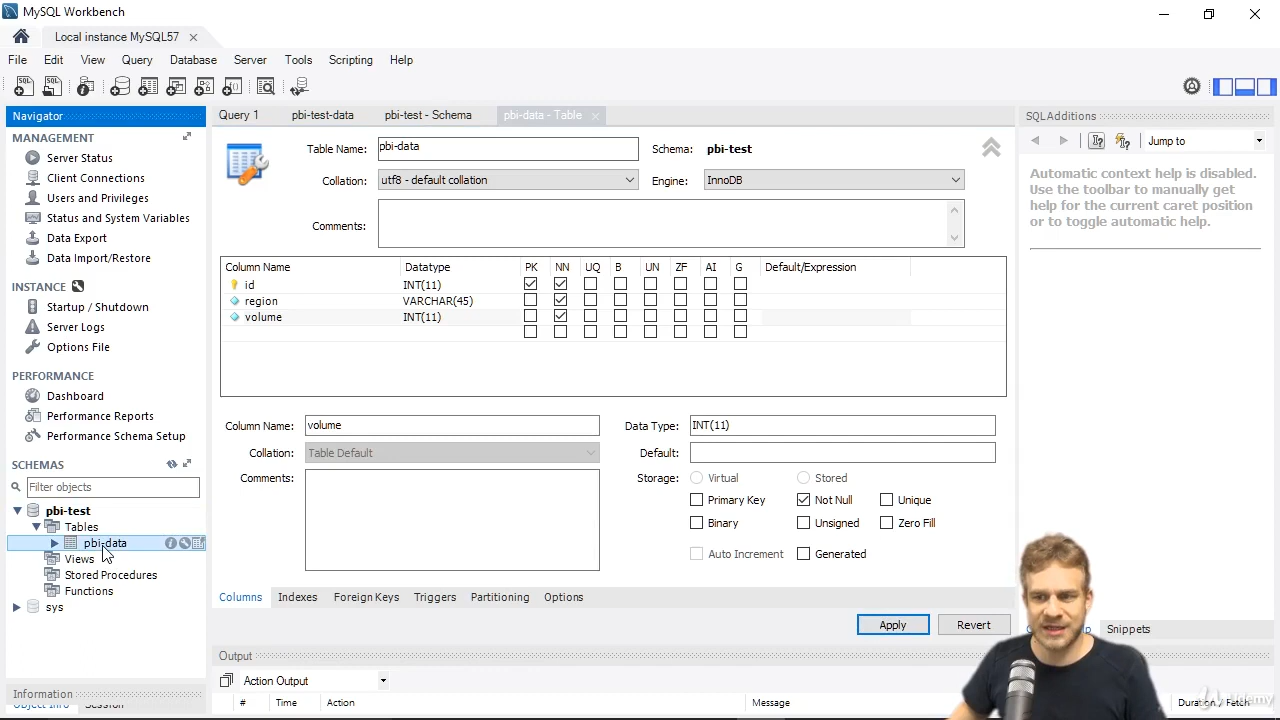 MySQL Workbench
Local instance MySQL57
File Edit View Query Database Server Tools Scripting Help
Navigator
MANAGEMENT
Server Status
Client Connections
Users and Privileges
Status and System Variables
Data Export
Data Import/Restore
INSTANCE
Startup / Shutdown
Server Logs
Options File
PERFORMANCE
Dashboard
Performance Reports
Performance Schema Setup
SCHEMAS
Filter objects
pbi-test
Tables
pbi-data
Views
Stored Procedures
Functions
sys
Information
Object Info Session
Query 1 pbi-test-data pbi-test - Schema pbi-data - Table
Table Name: pbi-data Schema: pbi-test
Collation: utf8 - default collation Engine: InnoDB
Comments:
Column Name Datatype PK NN UQ B UN ZF AI G Default/Expression
id INT(11)
region VARCHAR(45)
volume INT(11)
Column Name: volume Data Type: INT(11)
Collation: Table Default Default:
Comments: Storage: Virtual Stored
Primary Key Not Null Unique
Binary Unsigned Zero Fill
Auto Increment Generated
Columns Indexes Foreign Keys Triggers Partitioning Options
Apply Revert
Output
Action Output
# Time Action Message Duration / Fetch
SQLAdditions
Jump to
Automatic context help is disabled.
Use the toolbar to manually get
help for the current caret position
or to toggle automatic help.
Snippets
Udemy